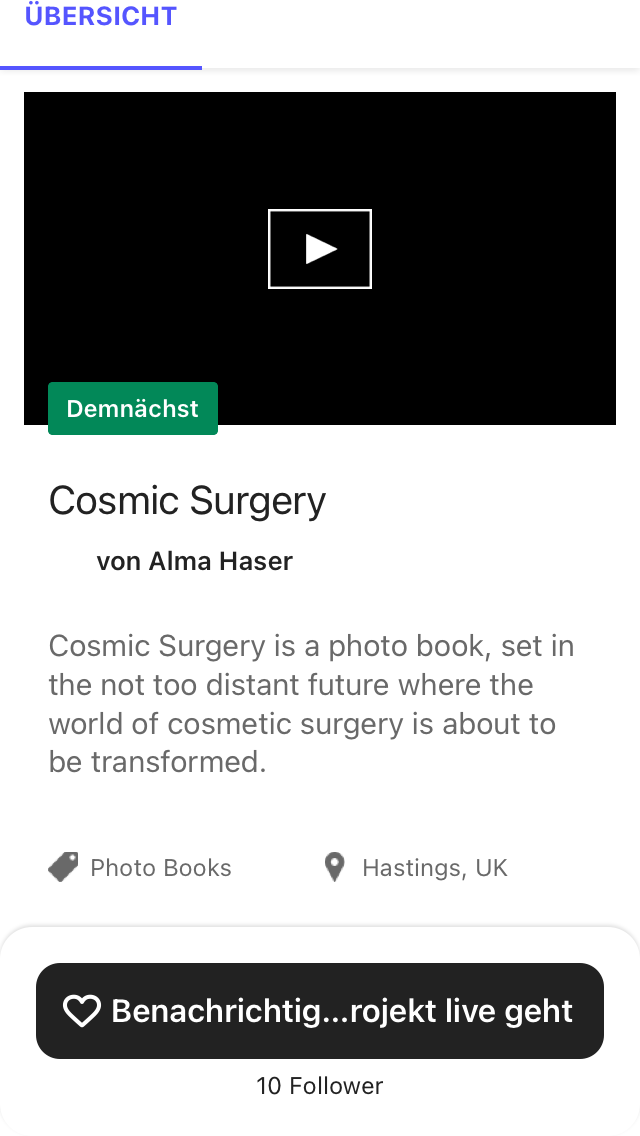 ÜBERSICHT
Demnächst
Cosmic Surgery
von Alma Haser
Cosmic Surgery is a photo book, set in
the not too distant future where the
world of cosmetic surgery is about to
be transformed.
Photo Books
Hastings, UK
Benachrichtig...rojekt live geht
10 Follower